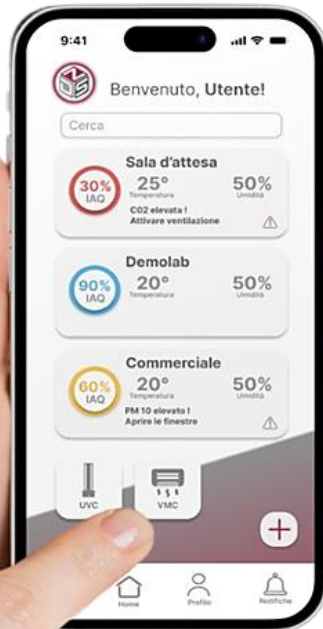 9:41
Benvenuto, Utente!
Cerca
Sala d'attesa
30% IAQ
25° Temperatura
50% Umidità
CO2 elevata !
Attivare ventilazione
Demolab
90% IAQ
20° Temperatura
50% Umidità
Commerciale
60% IAQ
20° Temperatura
50% Umidità
PM 10 elevato !
Aprire le finestre
UVC
VMC
Home
Profilo
Notifiche